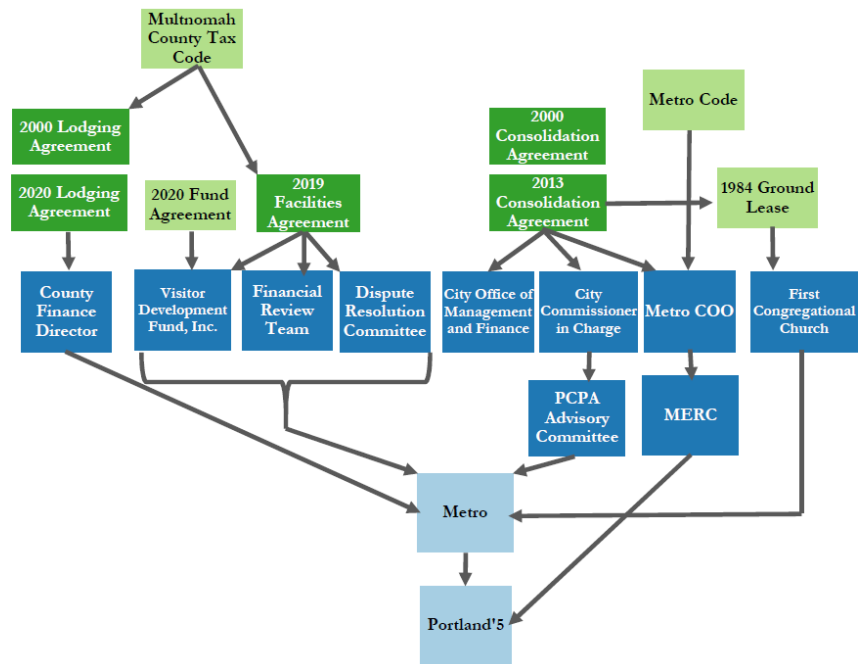 Multnomah
County Tax
Code
Metro Code
2000 Lodging
Agreement
2000
Consolidation
Agreement
2020 Lodging
Agreement
2020 Fund
Agreement
2019
Facilities
Agreement
2013
Consolidation
Agreement
1984 Ground
Lease
County
Finance
Director
Visitor
Development
Fund, Inc.
Financial
Review
Team
Dispute
Resolution
Committee
City Office of
Management
and Finance
City
Commissioner
in Charge
Metro COO
First
Congregational
Church
PCPA
Advisory
Committee
MERC
Metro
Portland'5